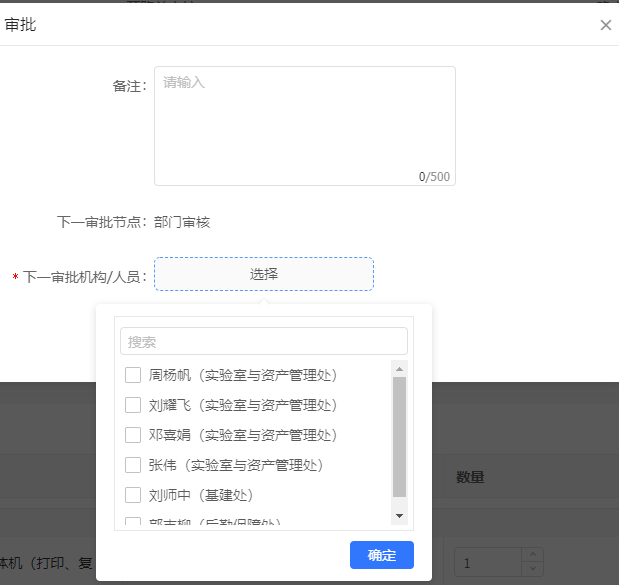 审批
备注：
请输入
0/500
下一审批节点：部门审核
* 下一审批机构/人员：
选择
搜索
周杨帆（实验室与资产管理处）
刘耀飞（实验室与资产管理处）
邓喜娟（实验室与资产管理处）
张伟（实验室与资产管理处）
刘师中（基建处）
数量
确定
体机（打印、复
1